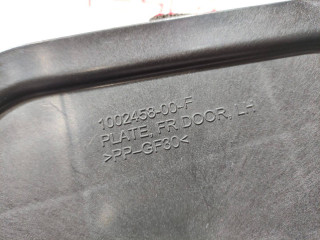 1002458-00-F
PLATE, FR DOOR, LH
>PP-GF30<